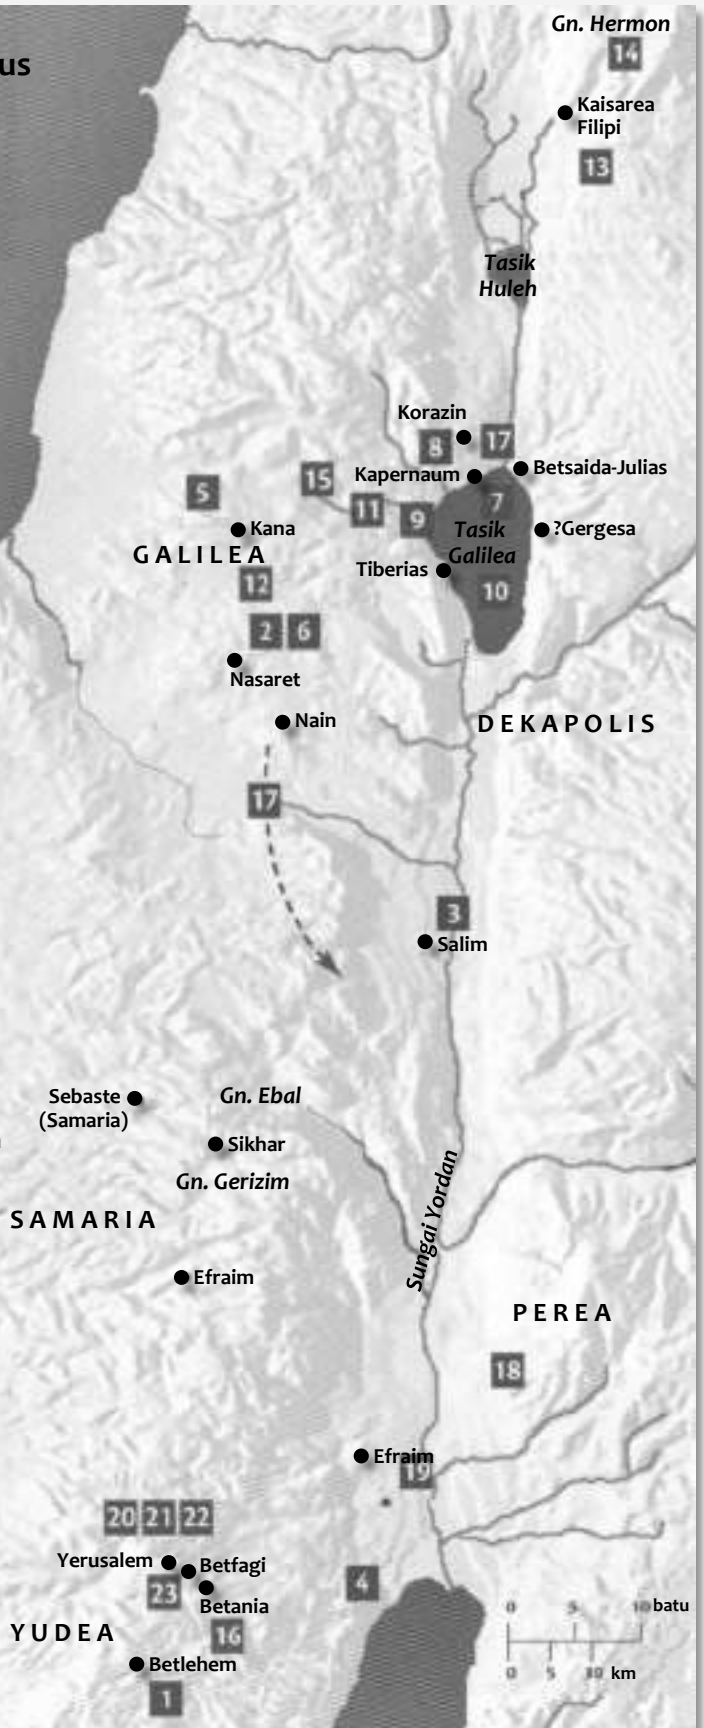 Gn. Hermon
us
14
Kaisarea
Filipi
13
Tasik
Huleh
Korazin
8
17
Kapernaum
Betsaida-Julias
15
5
7
11
9
Kana
Tasik
Galilea
?Gergesa
GALILEA
Tiberias
12
10
2
6
Nasaret
Nain
DEKAPOLIS
17
3
Salim
Sebaste
(Samaria)
Gn. Ebal
Sikhar
Gn. Gerizim
Sungai Yordan
SAMARIA
Efraim
PEREA
18
Efraim
19
20 21 22
Yerusalem
Betfagi
23
4
Betania
YUDEA
16
Betlehem
1
0 5 10 batu
0 5 10 km